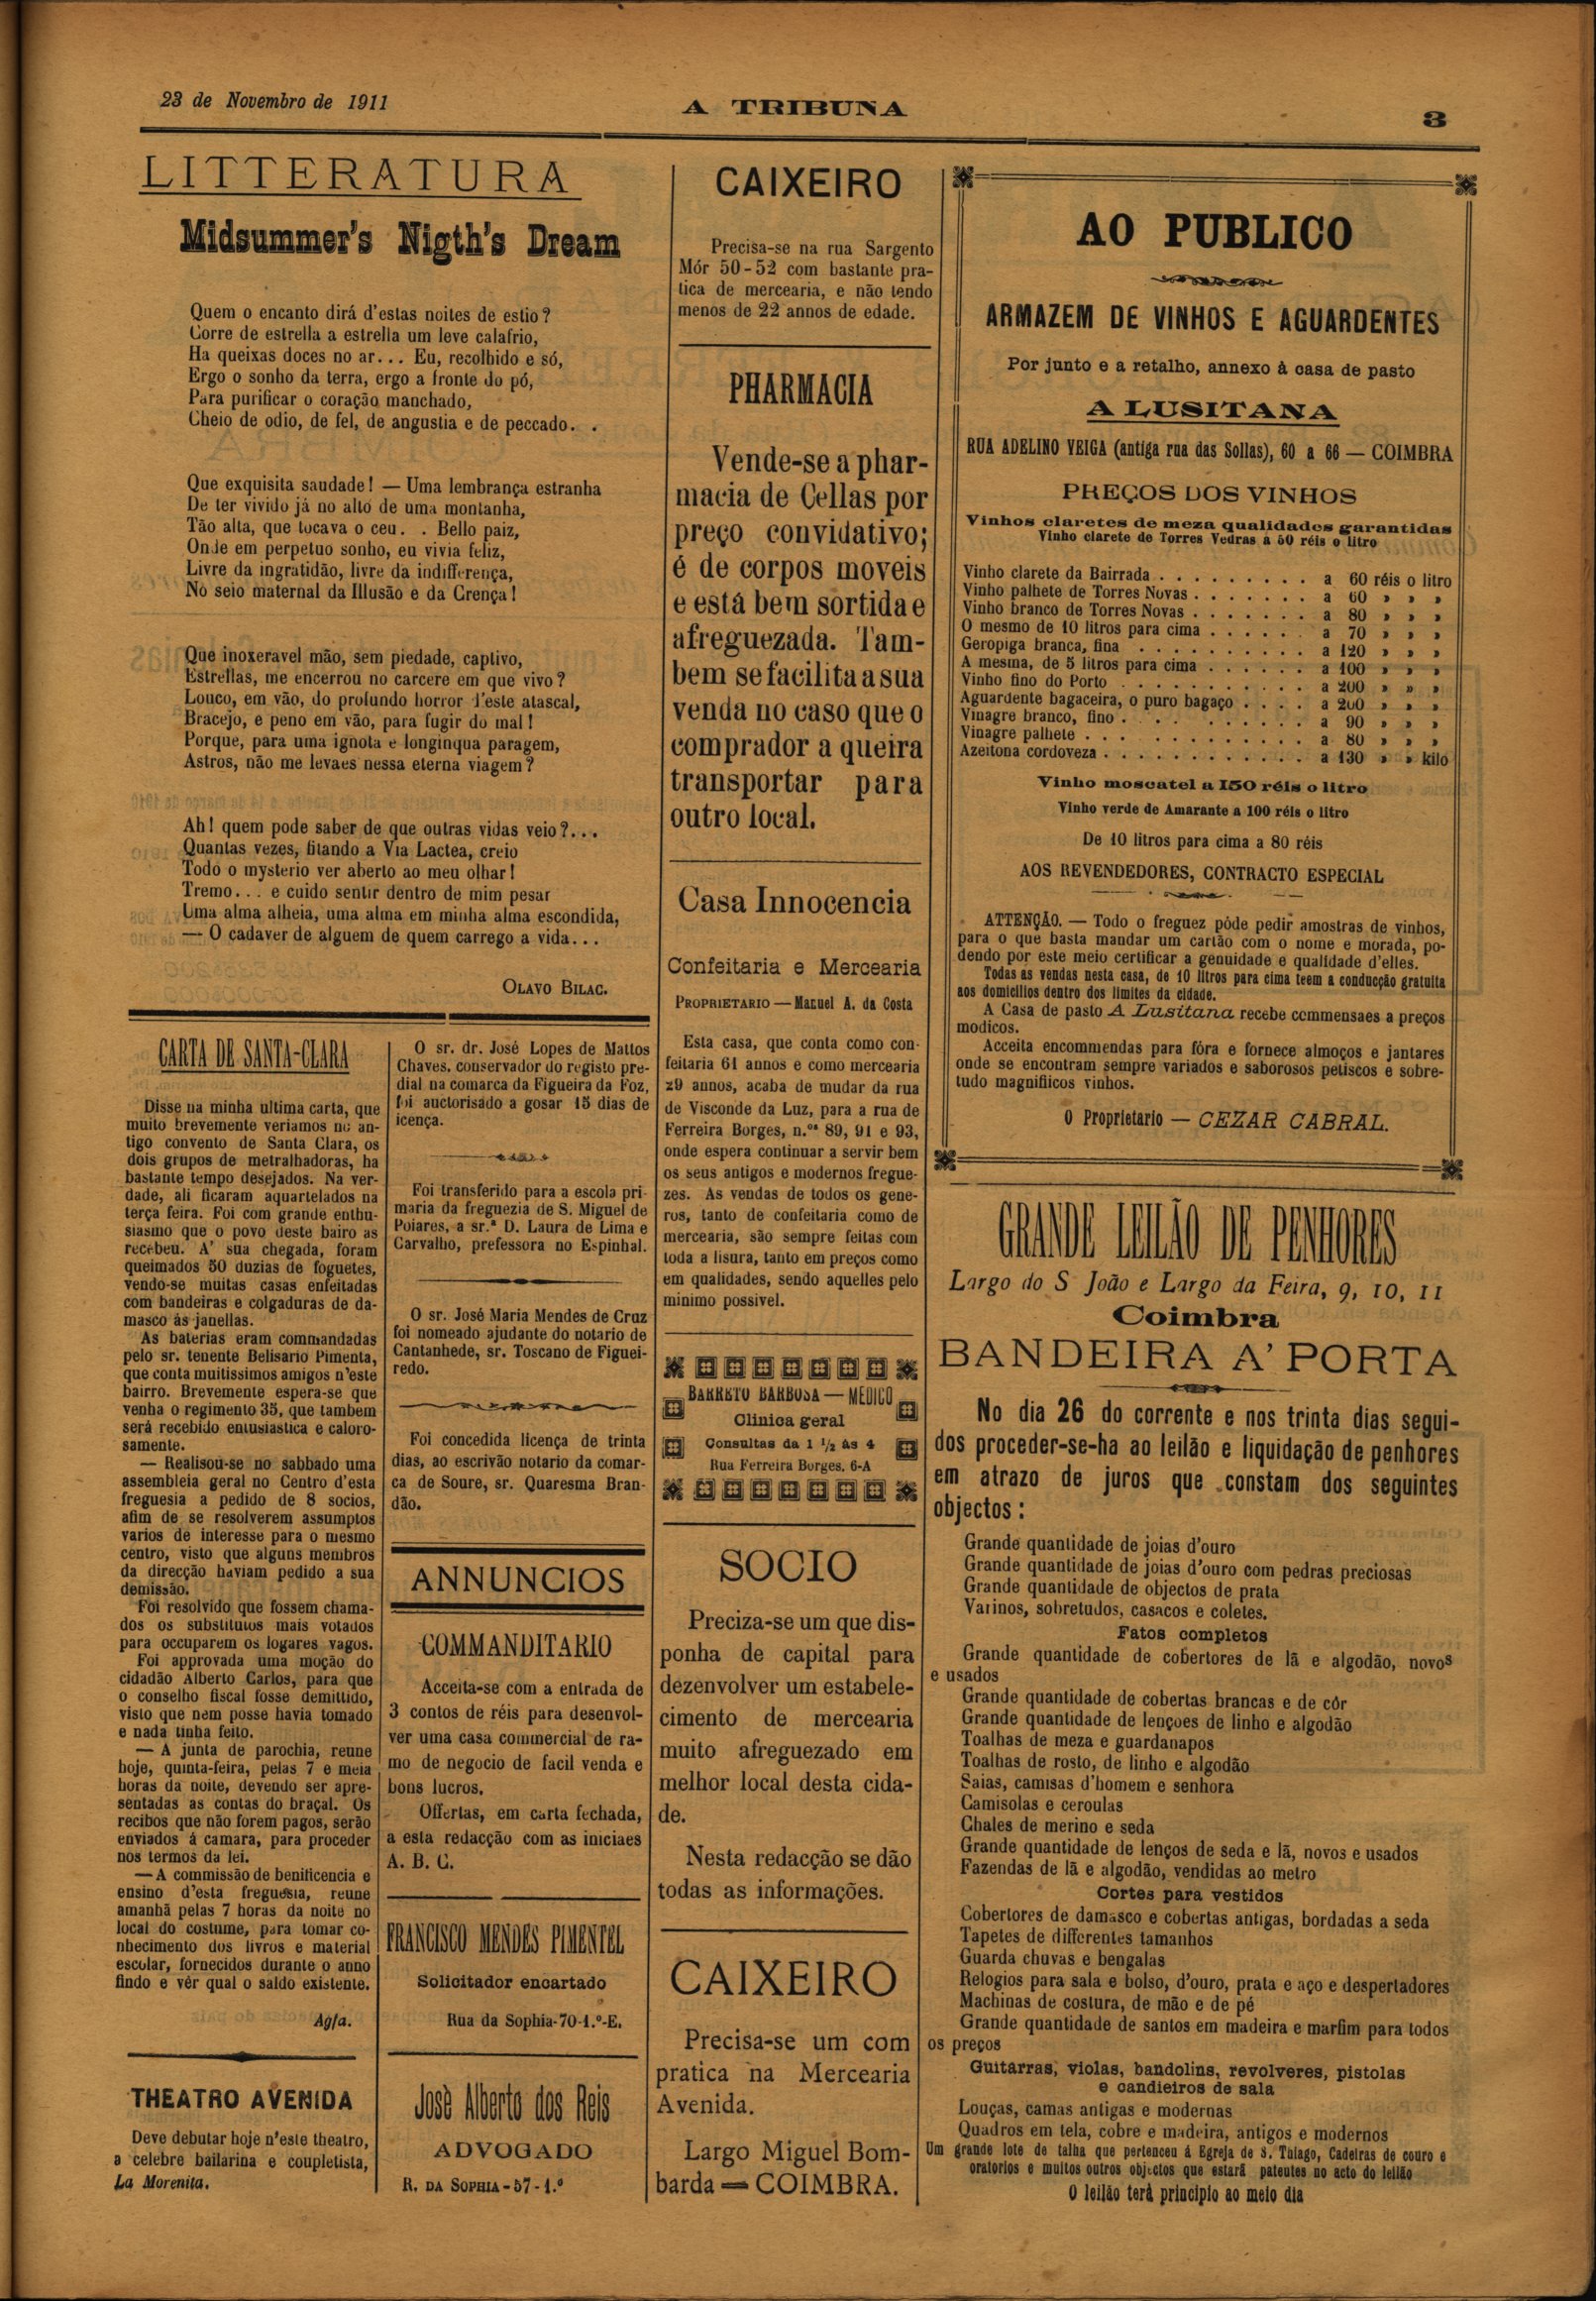 23 de Novembro de 1911
A TRIBUNA
3
LITTERATURA
Midsummer's Nigth's Dream
Quem o encanto dirá d'estas noites de estio?
Corre de estrella a estrella um leve calafrio,
Ha queixas doces no ar... Eu, recolhido e só,
Ergo o sonho da terra, ergo a fronte do pó,
Para purificar o coração manchado,
Cheio de odio, de fel, de angustia e de peccado. .
Que exquisita saudade! — Uma lembrança estranha
De ter vivido já no alto de uma montanha,
Tão alta, que tocava o ceu. . Bello paiz,
Onde em perpetuo sonho, eu vivia feliz,
Livre da ingratidão, livre da indifferença,
No seio maternal da Illusão e da Crença!
Que inoxeravel mão, sem piedade, captivo,
Estrellas, me encerrou no carcere em que vivo?
Louco, em vão, do profundo horror d'este atascal,
Bracejo, e peno em vão, para fugir do mal!
Porque, para uma ignota e longinqua paragem,
Astros, não me levaes nessa eterna viagem?
Ah! quem pode saber de que outras vidas veio?...
Quantas vezes, fitando a Via Lactea, creio
Todo o mysterio ver aberto ao meu olhar!
Tremo... e cuido sentir dentro de mim pesar
Uma alma alheia, uma alma em minha alma escondida,
— O cadaver de alguem de quem carrego a vida...
OLAVO BILAC.
CARTA DE SANTA-CLARA
Disse na minha ultima carta, que
muito brevemente veriamos no an-
tigo convento de Santa Clara, os
dois grupos de metralhadoras, ha
bastante tempo desejados. Na ver-
dade, ali ficaram aquartelados na
terça feira. Foi com grande enthu-
siasmo que o povo deste bairo as
recebeu. A' sua chegada, foram
queimados 50 duzias de foguetes,
vendo-se muitas casas enfeitadas
com bandeiras e colgaduras de da-
masco ás janellas.
As baterias eram commandadas
pelo sr. tenente Belisario Pimenta,
que conta muitissimos amigos n'este
bairro. Brevemente espera-se que
venha o regimento 35, que tambem
será recebido entusiastica e caloro-
samente.
— Realisou-se no sabbado uma
assembleia geral no Centro d'esta
freguesia a pedido de 8 socios,
afim de se resolverem assumptos
varios de interesse para o mesmo
centro, visto que alguns membros
da direcção haviam pedido a sua
demissão.
Foi resolvido que fossem chama-
dos os substitutos mais votados
para occuparem os logares vagos.
Foi approvada uma moção do
cidadão Alberto Carlos, para que
o conselho fiscal fosse demittido,
visto que nem posse havia tomado
e nada tinha feito.
— A junta de parochia, reune
hoje, quinta-feira, pelas 7 e meia
horas da noite, devendo ser apre-
sentadas as contas do braçal. Os
recibos que não forem pagos, serão
enviados á camara, para proceder
nos termos da lei.
— A commissão de benificencia e
ensino d'esta freguesia, reune
amanhã pelas 7 horas da noite no
local do costume, para tomar co-
nhecimento dos livros e material
escolar, fornecidos durante o anno
findo e vêr qual o saldo existente.
Agfa.
THEATRO AVENIDA
Deve debutar hoje n'este theatro,
a celebre bailarina e coupletista,
La Morenita.
O sr. dr. José Lopes de Mattos
Chaves, conservador do registo pre-
dial na comarca da Figueira da Foz,
foi auctorisado a gosar 15 dias de
icença.
Foi transferido para a escola pri-
maria da freguezia de S. Miguel de
Poiares, a sr.ª D. Laura de Lima e
Carvalho, prefessora no Espinhal.
O sr. José Maria Mendes de Cruz
foi nomeado ajudante do notario de
Cantanhede, sr. Toscano de Figuei-
redo.
Foi concedida licença de trinta
dias, ao escrivão notario da comar-
ca de Soure, sr. Quaresma Bran-
dão.
ANNUNCIOS
COMMANDITARIO
Acceita-se com a entrada de
3 contos de réis para desenvol-
ver uma casa commercial de ra-
mo de negocio de facil venda e
bons lucros.
Offertas, em carta fechada,
a esta redacção com as iniciaes
A. B. C.
FRANCISCO MENDES PIMENTEL
Solicitador encartado
Rua da Sophia-70-1.º-E.
Josè Alberto dos Reis
ADVOGADO
R. DA SOPHIA-57-1.º
CAIXEIRO
Precisa-se na rua Sargento
Mór 50-52 com bastante pra-
tica de mercearia, e não tendo
menos de 22 annos de edade.
PHARMACIA
Vende-se a phar-
macia de Cellas por
preço convidativo;
é de corpos moveis
e está bem sortida e
afreguezada. Tam-
bem se facilita a sua
venda no caso que o
comprador a queira
transportar para
outro local.
Casa Innocencia
Confeitaria e Mercearia
PROPRIETARIO — Manuel A. da Costa
Esta casa, que conta como con-
feitaria 61 annos e como mercearia
29 annos, acaba de mudar da rua
de Visconde da Luz, para a rua de
Ferreira Borges, n.ºs 89, 91 e 93,
onde espera continuar a servir bem
os seus antigos e modernos fregue-
zes. As vendas de todos os gene-
ros, tanto de confeitaria como de
mercearia, são sempre feitas com
toda a lisura, tanto em preços como
em qualidades, sendo aquelles pelo
minimo possivel.
BARRETO BARBOSA — MEDICO
Clinica geral
Consultas da 1 1/2 ás 4
Rua Ferreira Borges, 6-A
SOCIO
Preciza-se um que dis-
ponha de capital para
dezenvolver um estabele-
cimento de mercearia
muito afreguezado em
melhor local desta cida-
de.
Nesta redacção se dão
todas as informações.
CAIXEIRO
Precisa-se um com
pratica na Mercearia
Avenida.
Largo Miguel Bom-
barda — COIMBRA.
AO PUBLICO
ARMAZEM DE VINHOS E AGUARDENTES
Por junto e a retalho, annexo á casa de pasto
A LUSITANA
RUA ADELINO VEIGA (antiga rua das Sollas), 60 a 66 — COIMBRA
PREÇOS DOS VINHOS
Vinhos claretes de meza qualidades garantidas
Vinho clarete de Torres Vedras a 50 réis o litro
Vinho clarete da Bairrada . . . . . . . . . a 60 réis o litro
Vinho palhete de Torres Novas . . . . . . . a 60 » » »
Vinho branco de Torres Novas . . . . . . . a 80 » » »
O mesmo de 10 litros para cima . . . . . . a 70 » » »
Geropiga branca, fina . . . . . . . . . . . a 120 » » »
A mesma, de 5 litros para cima . . . . . . a 100 » » »
Vinho fino do Porto . . . . . . . . . . . a 200 » » »
Aguardente bagaceira, o puro bagaço . . . . a 200 » » »
Vinagre branco, fino . . . . . . . . . . a 90 » » »
Vinagre palhete . . . . . . . . . . . . a 80 » » »
Azeitona cordoveza . . . . . . . . . . . . a 130 » » kilo
Vinho moscatel a 150 réis o litro
Vinho verde de Amarante a 100 réis o litro
De 10 litros para cima a 80 réis
AOS REVENDEDORES, CONTRACTO ESPECIAL
ATTENÇÃO. — Todo o freguez póde pedir amostras de vinhos,
para o que basta mandar um cartão com o nome e morada, po-
dendo por este meio certificar a genuidade e qualidade d'elles.
Todas as vendas nesta casa, de 10 litros para cima teem a conducção gratuita
aos domicilios dentro dos limites da cidade.
A Casa de pasto A Lusitana recebe commensaes a preços
modicos.
Acceita encommendas para fóra e fornece almoços e jantares
onde se encontram sempre variados e saborosos petiscos e sobre-
tudo magnificos vinhos.
O Proprietario — CEZAR CABRAL.
GRANDE LEILÃO DE PENHORES
Largo do S João e Largo da Feira, 9, 10, 11
Coimbra
BANDEIRA A' PORTA
No dia 26 do corrente e nos trinta dias segui-
dos proceder-se-ha ao leilão e liquidação de penhores
em atrazo de juros que constam dos seguintes
objectos:
Grande quantidade de joias d'ouro
Grande quantidade de joias d'ouro com pedras preciosas
Grande quantidade de objectos de prata
Varinos, sobretudos, casacos e coletes.
Fatos completos
Grande quantidade de cobertores de lã e algodão, novos
e usados
Grande quantidade de cobertas brancas e de côr
Grande quantidade de lençoes de linho e algodão
Toalhas de meza e guardanapos
Toalhas de rosto, de linho e algodão
Saias, camisas d'homem e senhora
Camisolas e ceroulas
Chales de merino e seda
Grande quantidade de lenços de seda e lã, novos e usados
Fazendas de lã e algodão, vendidas ao metro
Cortes para vestidos
Cobertores de damasco e cobertas antigas, bordadas a seda
Tapetes de differentes tamanhos
Guarda chuvas e bengalas
Relogios para sala e bolso, d'ouro, prata e aço e despertadores
Machinas de costura, de mão e de pé
Grande quantidade de santos em madeira e marfim para todos
os preços
Guitarras, violas, bandolins, revolveres, pistolas
e candieiros de sala
Louças, camas antigas e modernas
Quadros em tela, cobre e madeira, antigos e modernos
Um grande lote de talha que pertenceu á Egreja de S. Thiago, Cadeiras de couro e
oratorios e muitos outros objectos que estará patentes no acto do leilão
O leilão terá principio ao meio dia